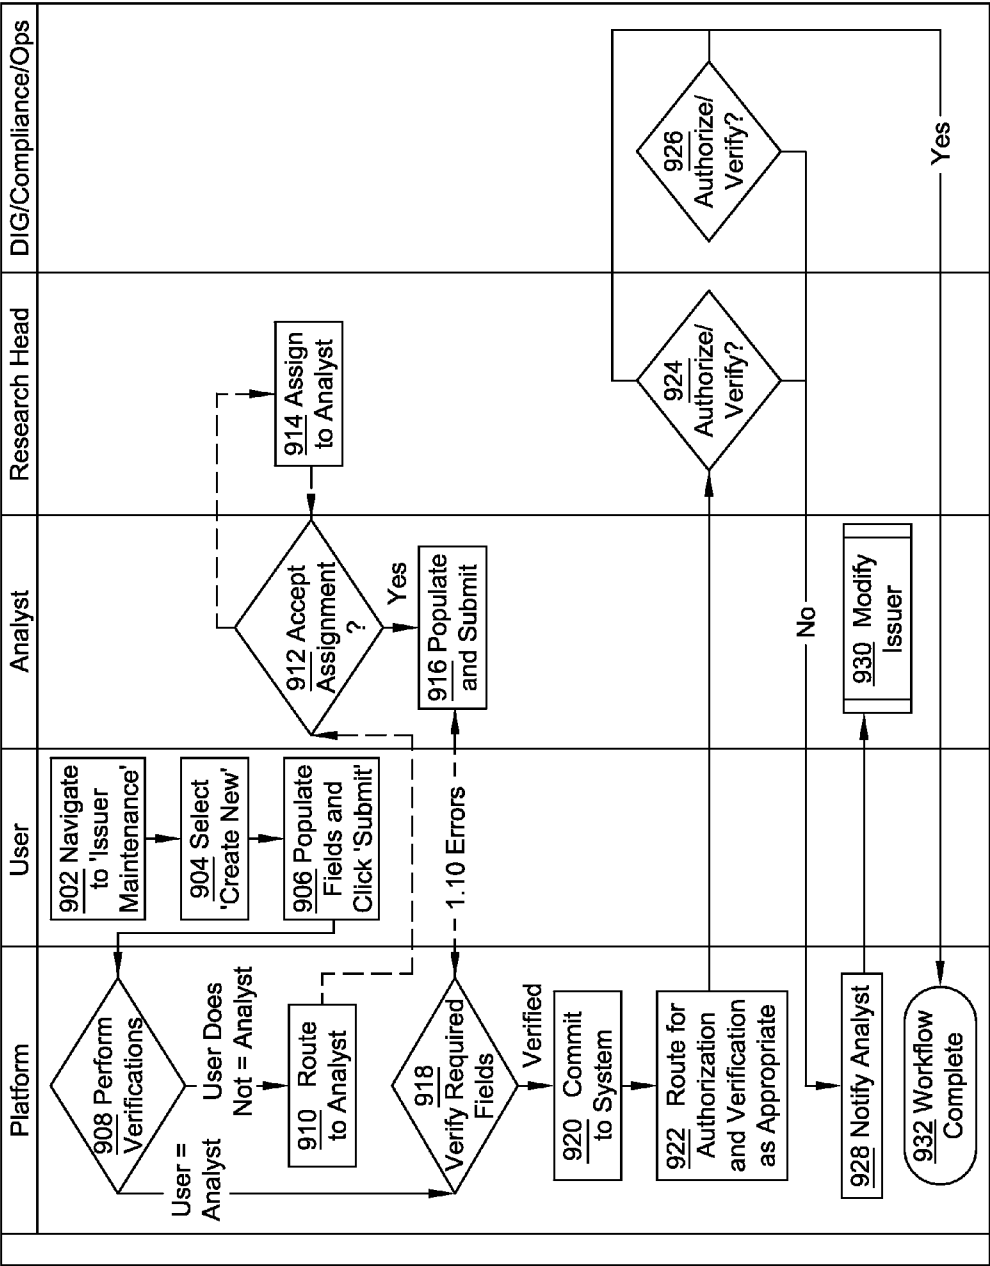 DIG/Compliance/Ops
926
Authorize/
Verify?
Yes
Research Head
914 Assign
to Analyst
924
Authorize/
Verify?
Analyst
912 Accept
Assignment
?
Yes
916 Populate
and Submit
No
930 Modify
Issuer
User
902 Navigate
to 'Issuer
Maintenance'
904 Select
'Create New'
906 Populate
Fields and
Click 'Submit'
1.10 Errors
Platform
908 Perform
Verifications
User =
Analyst
User Does
Not = Analyst
910 Route
to Analyst
918
Verify Required
Fields
Verified
920 Commit
to System
922 Route for
Authorization
and Verification
as Appropriate
928 Notify Analyst
932 Workflow
Complete